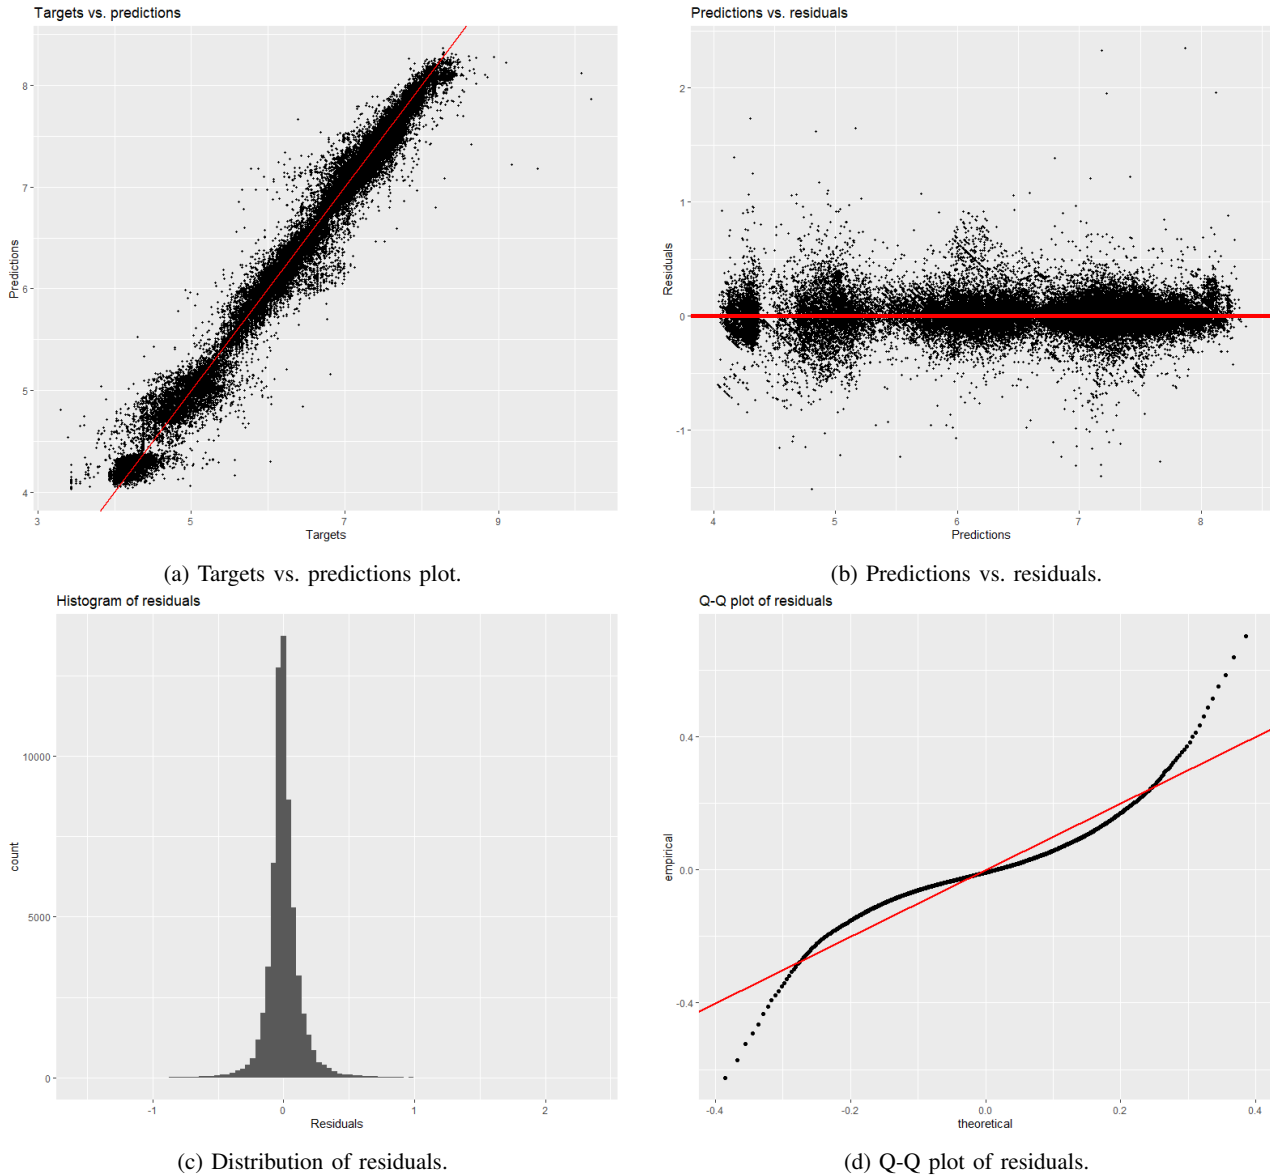 Targets vs. predictions
8
7
6
5
4
Predictions
3
5
7
9
Targets
(a) Targets vs. predictions plot.
Predictions vs. residuals
2
1
0
-1
Residuals
4
5
6
7
8
Predictions
(b) Predictions vs. residuals.
Histogram of residuals
10000
5000
0
count
-1
0
1
2
Residuals
(c) Distribution of residuals.
Q-Q plot of residuals
0.4
0.0
-0.4
empirical
-0.4
-0.2
0.0
0.2
0.4
theoretical
(d) Q-Q plot of residuals.